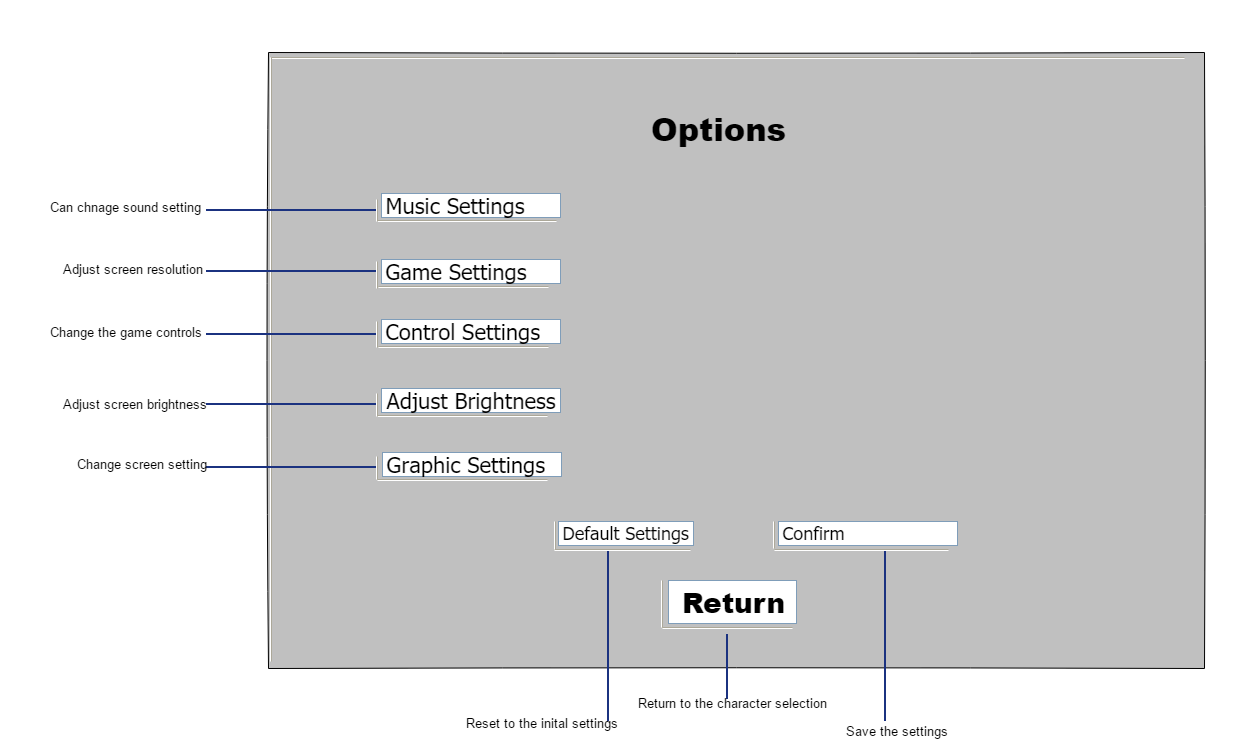 Options
Can chnage sound setting
Music Settings
Adjust screen resolution
Game Settings
Change the game controls
Control Settings
Adjust screen brightness
Adjust Brightness
Change screen setting
Graphic Settings
Default Settings
Confirm
Return
Return to the character selection
Reset to the inital settings
Save the settings